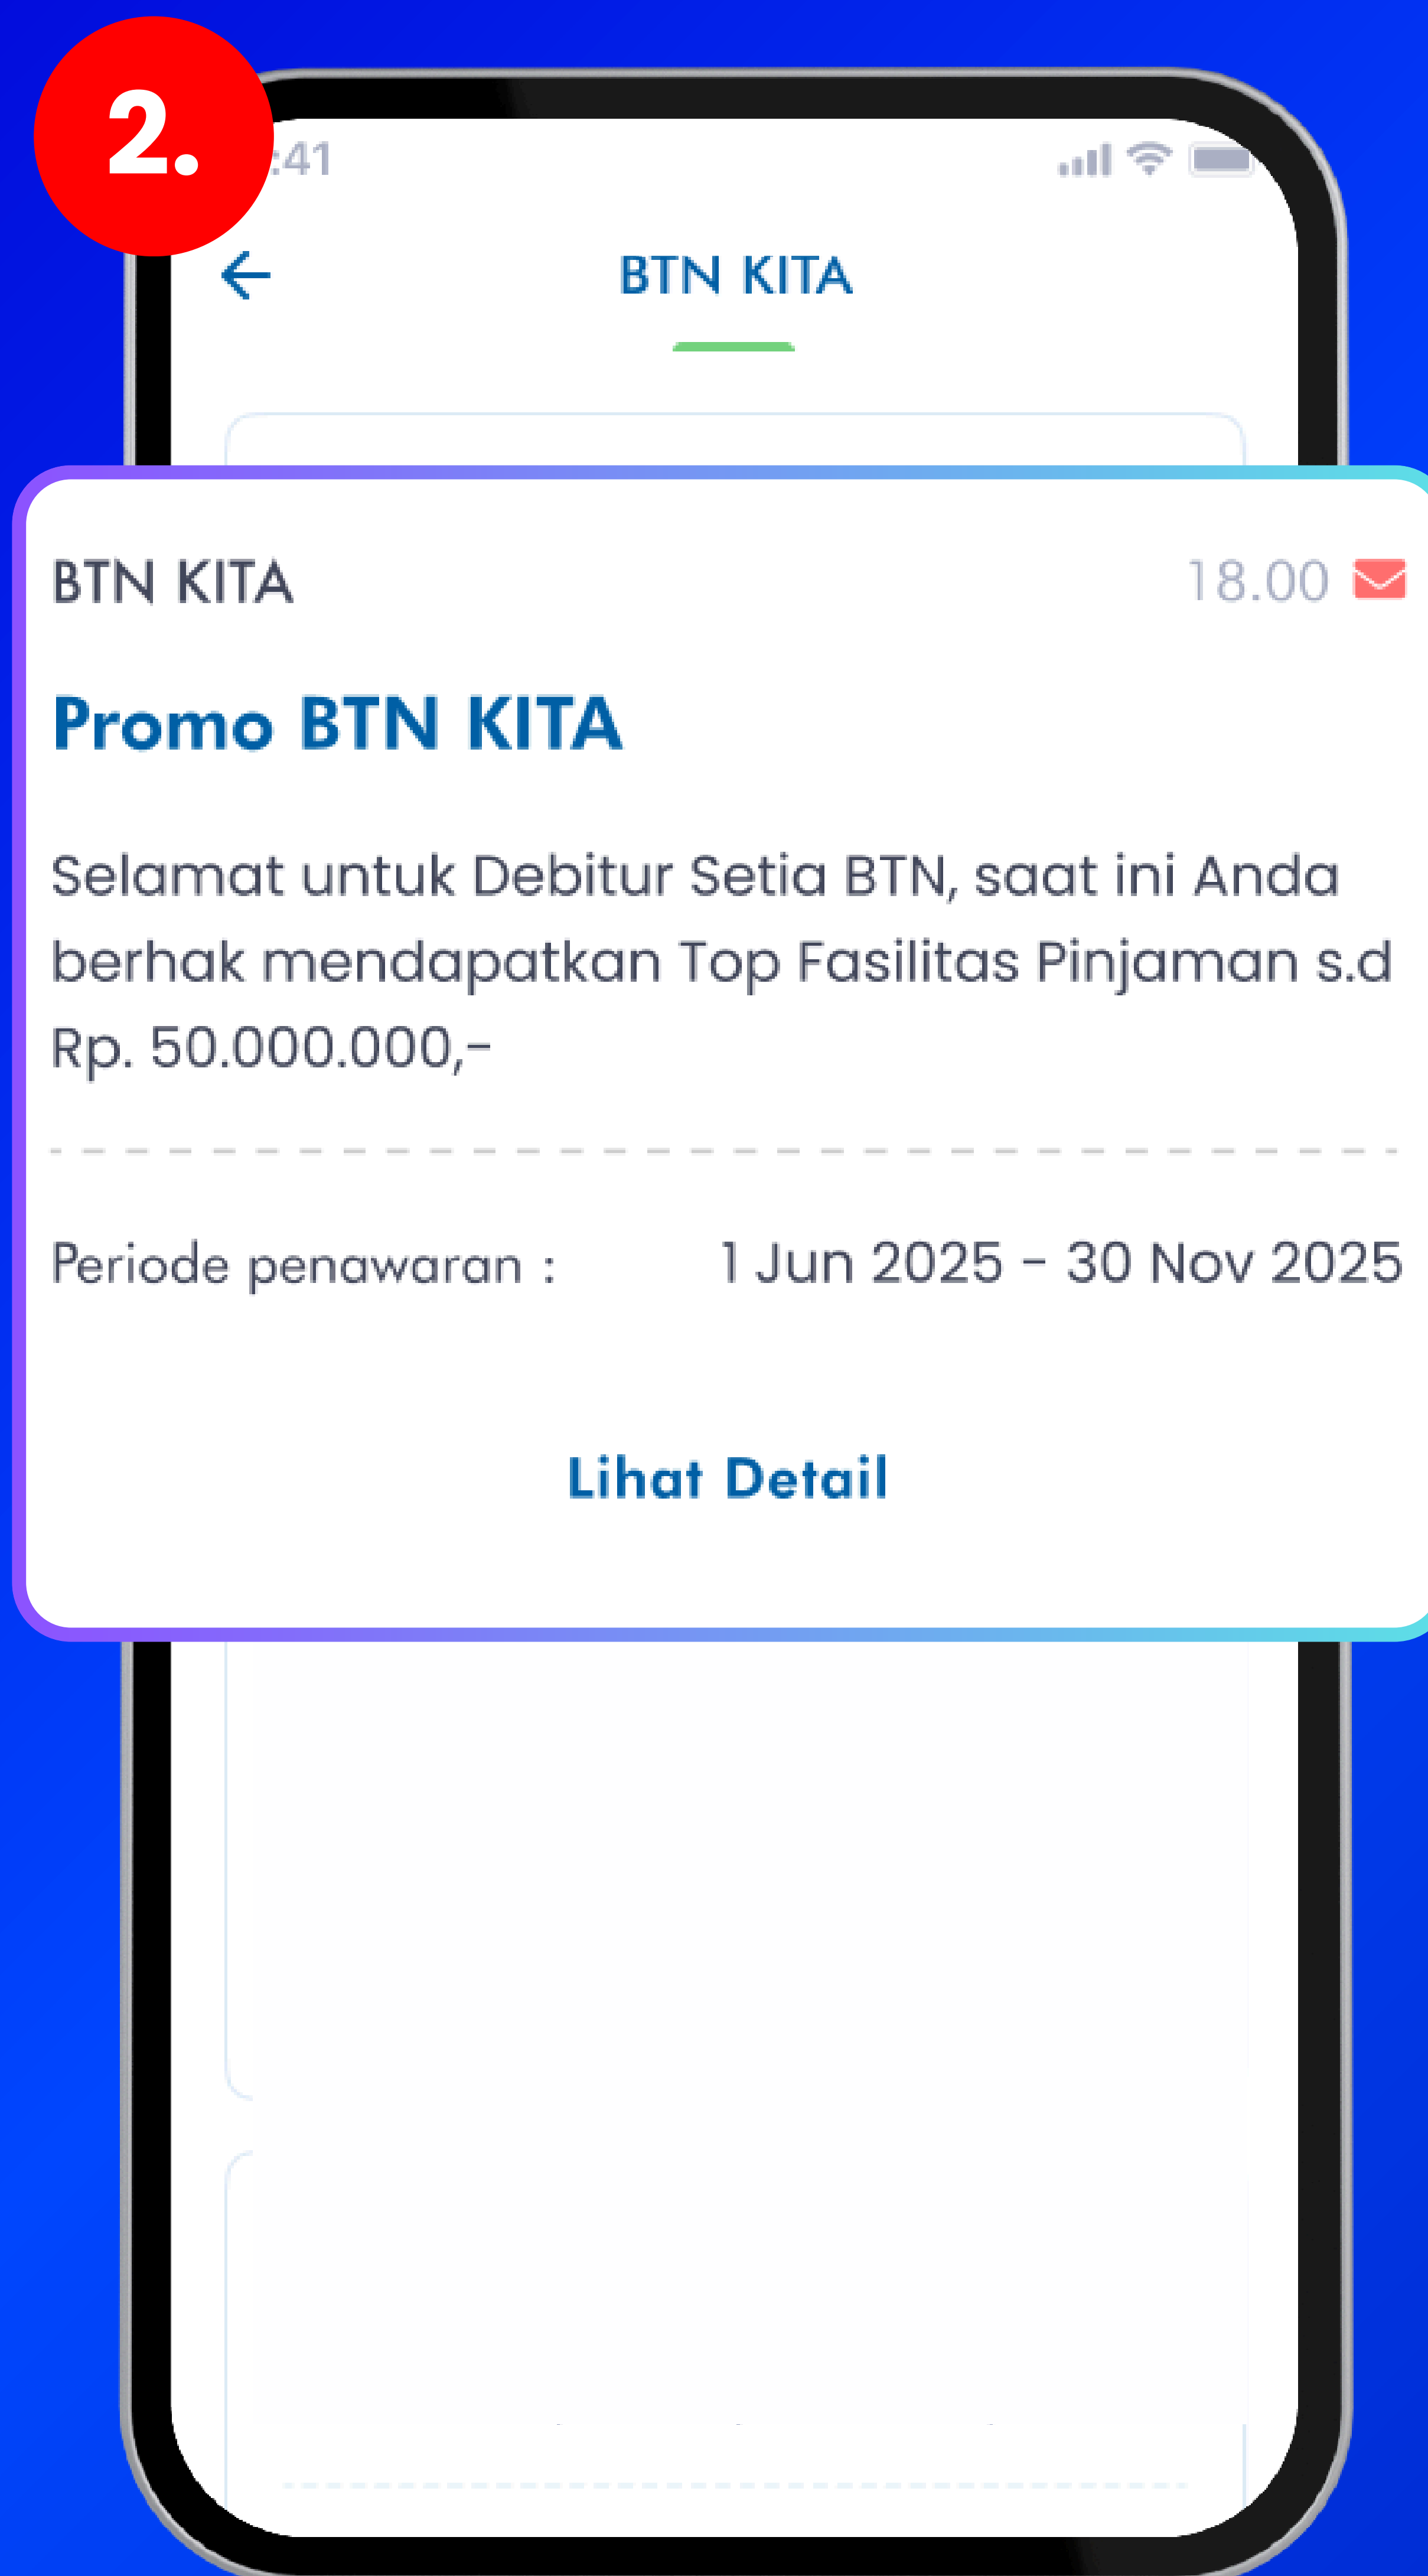 2.
:41
BTN KITA
BTN KITA
18.00
Promo BTN KITA
Selamat untuk Debitur Setia BTN, saat ini Anda
berhak mendapatkan Top Fasilitas Pinjaman s.d
Rp. 50.000.000,-
Periode penawaran :
1 Jun 2025 - 30 Nov 2025
Lihat Detail